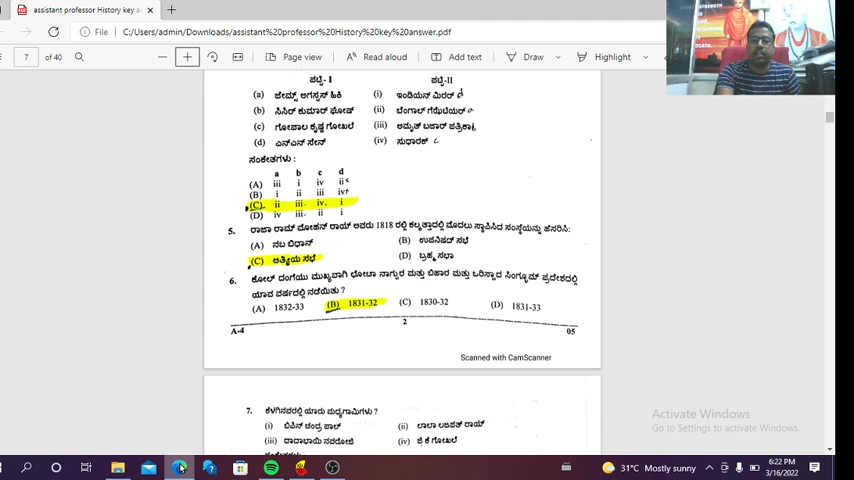 assistant professor History key a
File
C:/Users/admin/Downloads/assistant%20professor%20History%20key%20answer.pdf
7 of 40
Page view
Read aloud
Add text
Draw
Highlight
ಪಟ್ಟಿ-I ಪಟ್ಟಿ-II
(a) ಜೇಮ್ಸ್ ಅಗಸ್ಟಸ್ ಹಿಕಿ (i) ಇಂಡಿಯನ್ ಮಿರರ್
(b) ಸಿಸಿರ್ ಕುಮಾರ್ ಘೋಷ್ (ii) ಬೆಂಗಾಲ್ ಗೆಝೆಟಿಯರ್
(c) ಗೋಪಾಲ ಕೃಷ್ಣ ಗೋಖಲೆ (iii) ಅಮೃತ್ ಬಜಾರ್ ಪತ್ರಿಕಾ
(d) ಎನ್ಎನ್ ಸೇನ್ (iv) ಸುಧಾರಕ್
ಸಂಕೇತಗಳು :
a b c d
(A) iii i iv ii
(B) i ii iii iv
(C) ii iii iv i
(D) iv iii ii i
5. ರಾಜಾ ರಾಮ್ ಮೋಹನ್ ರಾಯ್ ಅವರು 1818 ರಲ್ಲಿ ಕಲ್ಕತ್ತಾದಲ್ಲಿ ಮೊದಲು ಸ್ಥಾಪಿಸಿದ ಸಂಸ್ಥೆಯನ್ನು ಹೆಸರಿಸಿ:
(A) ನಬ ಬಿಧಾನ್ (B) ಉಪನಿಷದ್ ಸಭೆ
(C) ಆತ್ಮೀಯ ಸಭೆ (D) ಬ್ರಹ್ಮ ಸಭಾ
6. ಕೋಲ್ ದಂಗೆಯು ಮುಖ್ಯವಾಗಿ ಛೋಟಾ ನಾಗ್ಪುರ ಮತ್ತು ಬಿಹಾರ ಮತ್ತು ಒರಿಸ್ಸಾದ ಸಿಂಗ್ಭೂಮ್ ಪ್ರದೇಶದಲ್ಲಿ
ಯಾವ ವರ್ಷದಲ್ಲಿ ನಡೆಯಿತು ?
(A) 1832-33 (B) 1831-32 (C) 1830-32 (D) 1831-33
A-4 2 05
Scanned with CamScanner
7. ಕೆಳಗಿನವರಲ್ಲಿ ಯಾರು ಮಧ್ಯಗಾಮಿಗಳು ?
(i) ಬಿಪಿನ್ ಚಂದ್ರ ಪಾಲ್ (ii) ಲಾಲಾ ಲಜಪತ್ ರಾಯ್
(iii) ದಾದಾಭಾಯಿ ನವರೋಜಿ (iv) ಜಿ ಕೆ ಗೋಖಲೆ
Activate Windows
Go to Settings to activate Windows.
31°C Mostly sunny
6:22 PM
3/16/2022